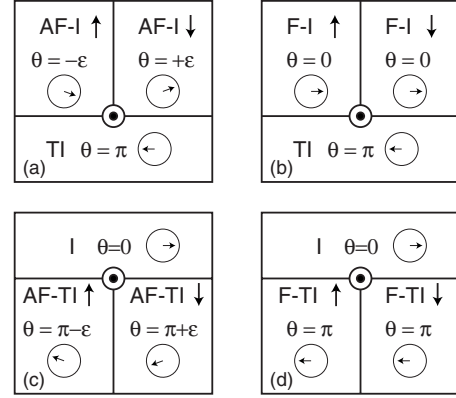 AF-I ↑ AF-I ↓
θ = −ε θ = +ε
TI θ = π
(a)
F-I ↑ F-I ↓
θ = 0 θ = 0
TI θ = π
(b)
I θ=0
AF-TI ↑ AF-TI ↓
θ = π−ε θ = π+ε
(c)
I θ=0
F-TI ↑ F-TI ↓
θ = π θ = π
(d)